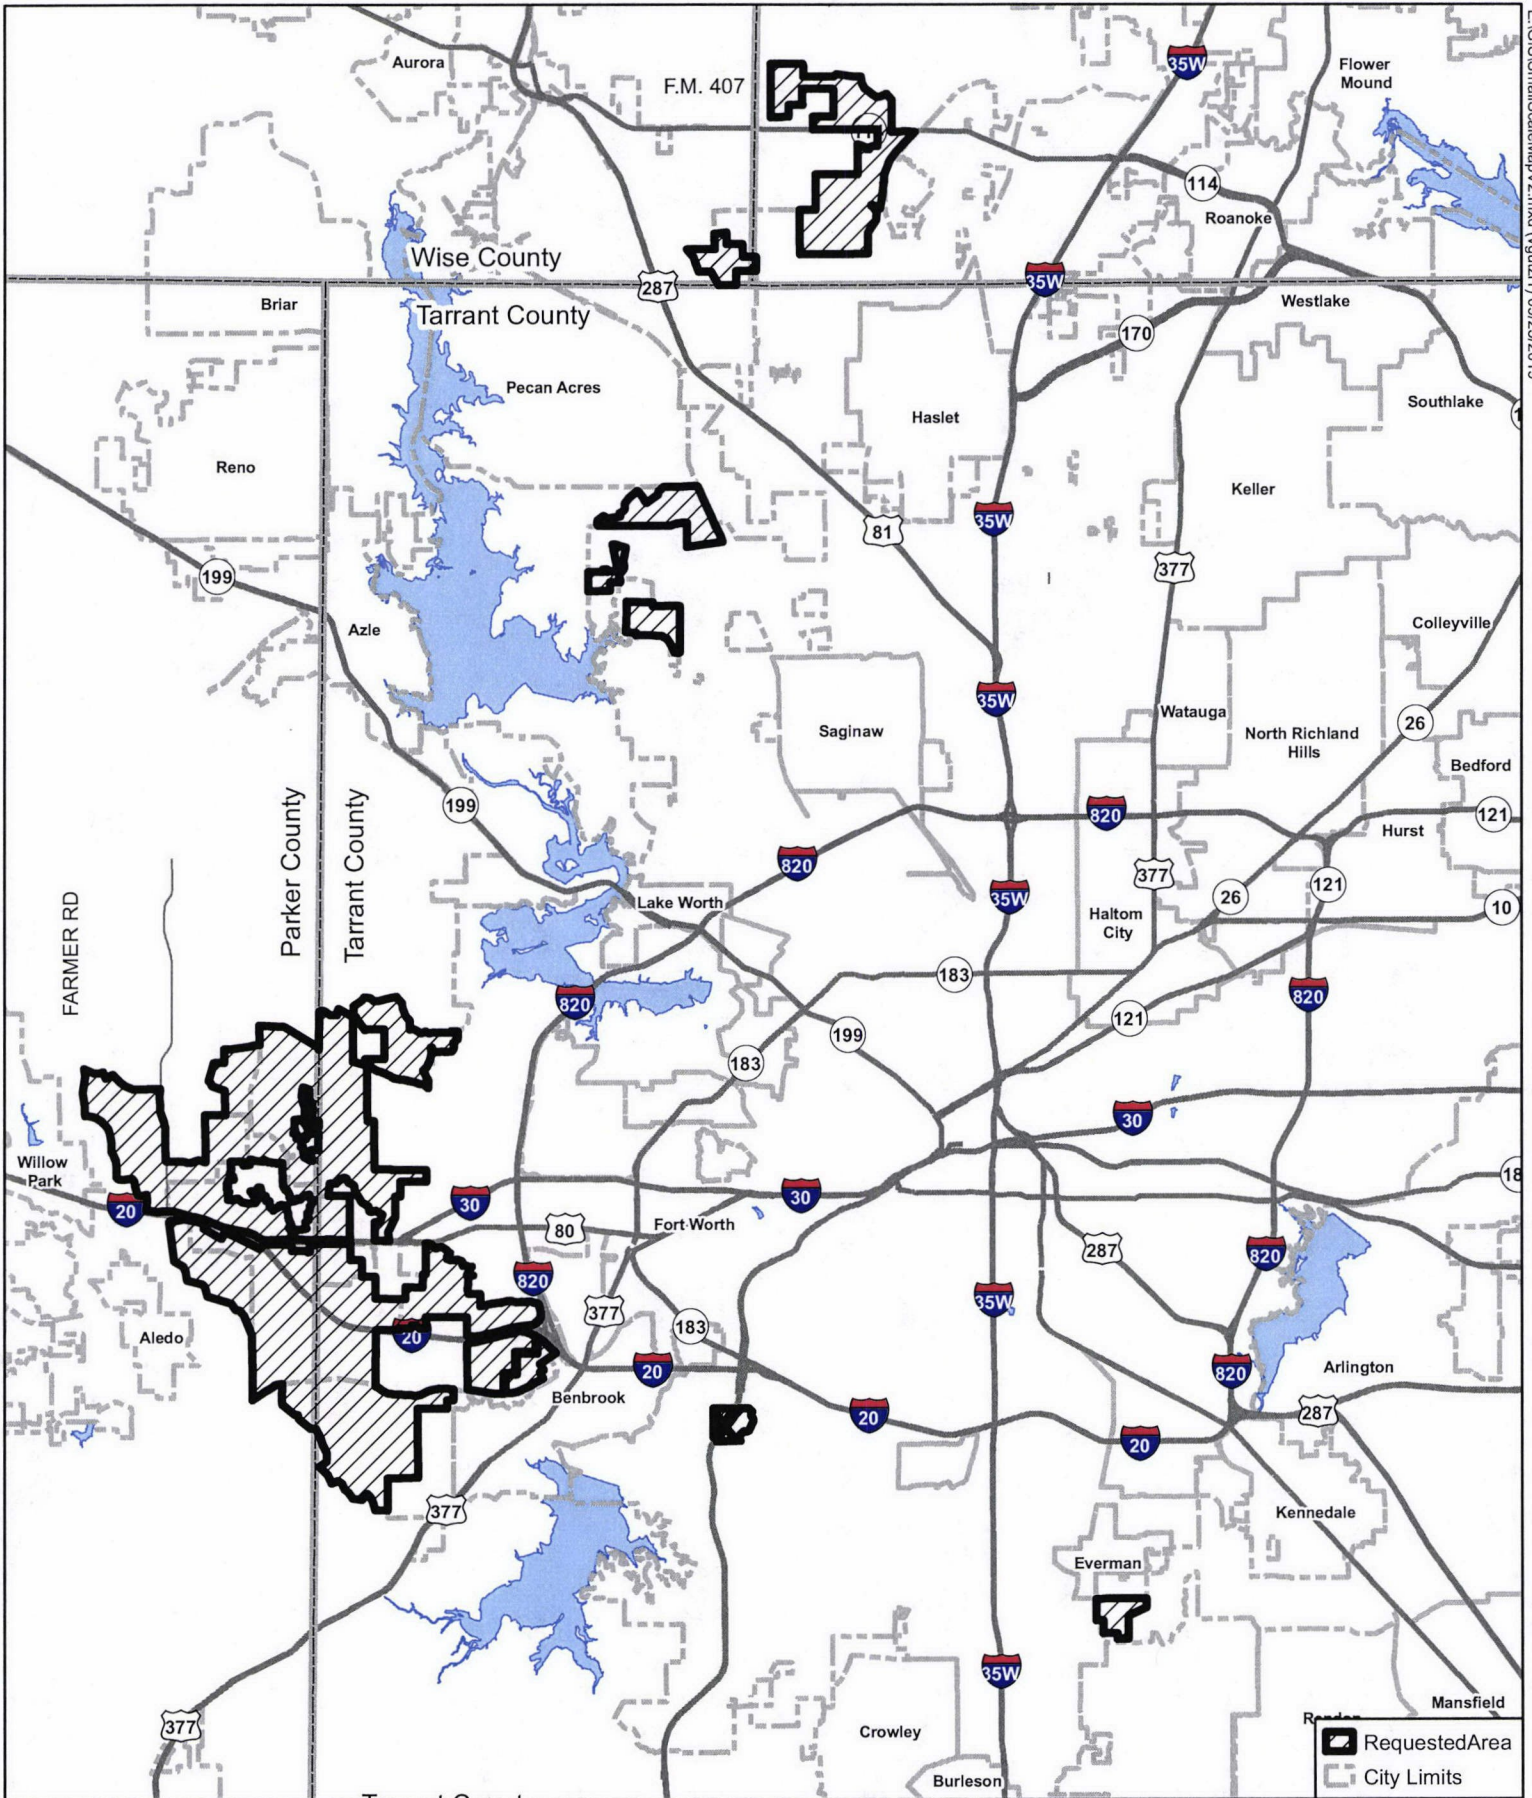 Aurora
F.M. 407
35W
Flower
Mound
114
Roanoke
Wise County
287
35W
Briar
Tarrant County
Westlake
170
Pecan Acres
Haslet
Southlake
Reno
Keller
35W
81
377
199
Azle
Colleyville
35W
Watauga
26
Saginaw
North Richland
Hills
Bedford
Parker County
Tarrant County
199
820
121
Hurst
820
377
121
35W
26
10
FARMER RD
Lake Worth
Haltom
City
183
820
820
121
199
183
30
Willow
Park
20
30
30
18
80
Fort Worth
287
820
820
377
35W
183
Aledo
20
20
820
Arlington
Benbrook
20
287
20
377
Kennedale
Everman
35W
377
Mansfield
Crowley
Burleson
RequestedArea
City Limits